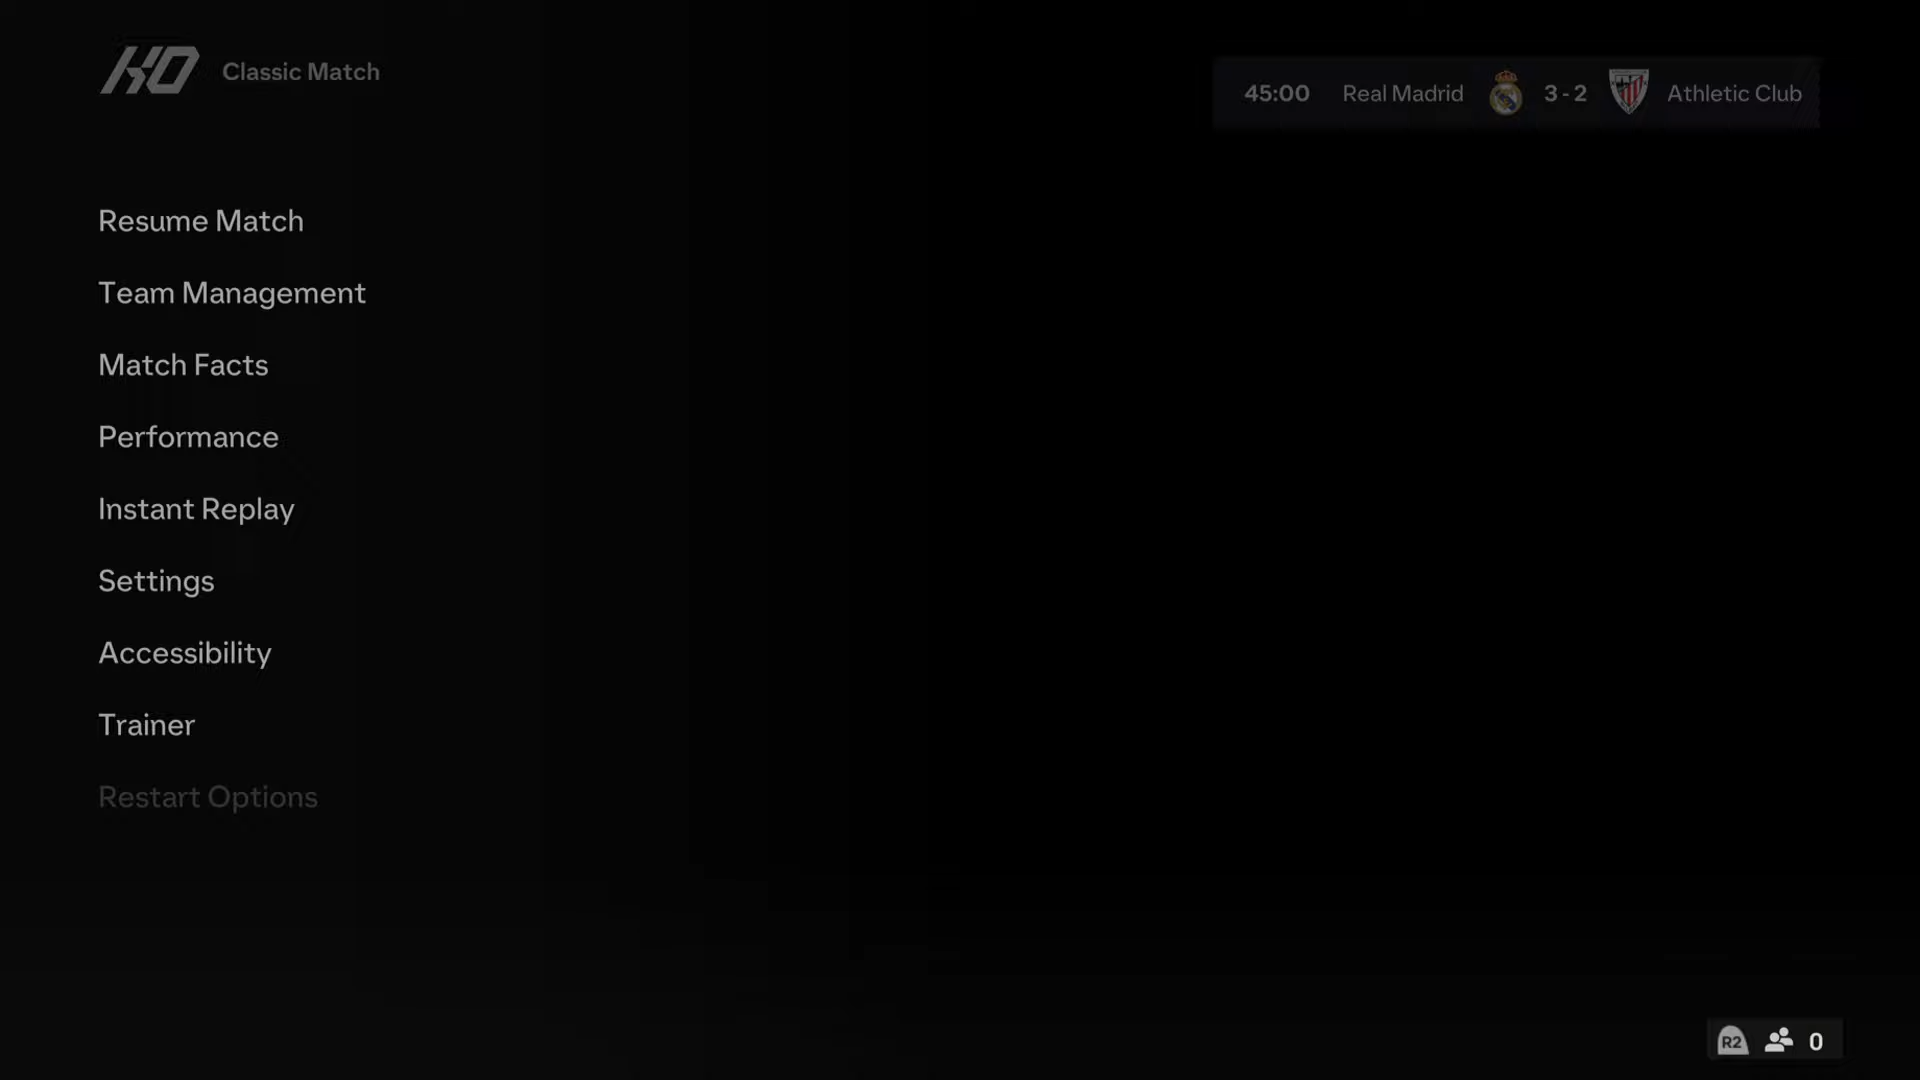 KO Classic Match
45:00 Real Madrid 3 - 2 Athletic Club
Resume Match
Team Management
Match Facts
Performance
Instant Replay
Settings
Accessibility
Trainer
Restart Options
R2 0